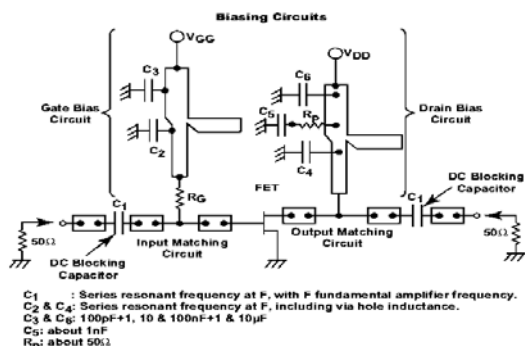 Biasing Circuits
VGG
VDD
C3
C6
Gate Bias
Circuit
C5
RP
Drain Bias
Circuit
C2
C4
RG
FET
C1
C1
DC Blocking
Capacitor
50Ω
Input Matching
Circuit
Output Matching
Circuit
50Ω
DC Blocking
Capacitor
C1 : Series resonant frequency at F, with F fundamental amplifier frequency.
C2 & C4: Series resonant frequency at F, including via hole inductance.
C3 & C6: 100pF+1, 10 & 100nF+1 & 10µF
C5: about 1nF
RP: about 50Ω